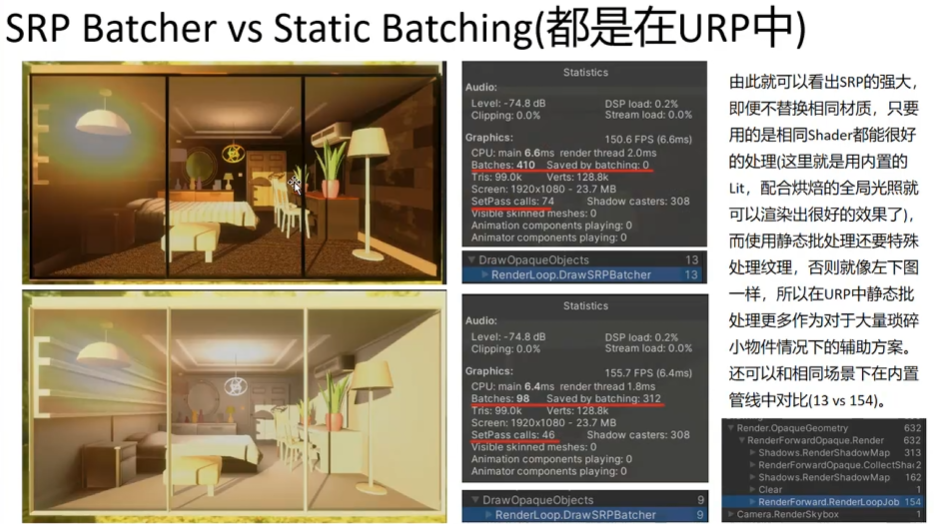 SRP Batcher vs Static Batching(都是在URP中)
Statistics
Audio:
Level: -74.8 dB DSP load: 0.2%
Clipping: 0.0% Stream load: 0.0%
Graphics: 150.6 FPS (6.6ms)
CPU: main 6.6ms render thread 2.0ms
Batches: 410 Saved by batching: 0
Tris: 99.0k Verts: 128.8k
Screen: 1920x1080 - 23.7 MB
SetPass calls: 74 Shadow casters: 308
Visible skinned meshes: 0
Animation components playing: 0
Animator components playing: 0
DrawOpaqueObjects 13
RenderLoop.DrawSRPBatcher 13
Statistics
Audio:
Level: -74.8 dB DSP load: 0.2%
Clipping: 0.0% Stream load: 0.0%
Graphics: 155.7 FPS (6.4ms)
CPU: main 6.4ms render thread 1.8ms
Batches: 98 Saved by batching: 312
Tris: 99.0k Verts: 128.8k
Screen: 1920x1080 - 23.7 MB
SetPass calls: 46 Shadow casters: 308
Visible skinned meshes: 0
Animation components playing: 0
Animator components playing: 0
DrawOpaqueObjects 9
RenderLoop.DrawSRPBatcher 9
由此就可以看出SRP的强大，
即便不替换相同材质，只要
用的是相同Shader都能很好
的处理(这里就是用内置的
Lit，配合烘焙的全局光照就
可以渲染出很好的效果了)，
而使用静态批处理还要特殊
处理纹理，否则就像左下图
一样，所以在URP中静态批
处理更多作为对于大量琐碎
小物件情况下的辅助方案。
还可以和相同场景下在内置
管线中对比(13 vs 154)。
Render.OpaqueGeometry 632
RenderForwardOpaque.Render 632
Shadows.RenderShadowMap 313
RenderForwardOpaque.CollectShad 2
Shadows.RenderShadowMap 162
Clear 1
RenderForward.RenderLoopJob 154
Camera.RenderSkybox 1